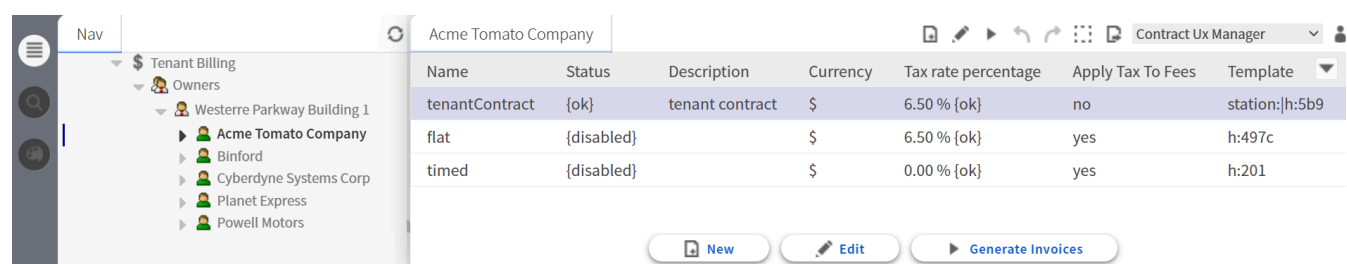 Nav
Acme Tomato Company
Contract Ux Manager
$ Tenant Billing
Owners
Westerre Parkway Building 1
Acme Tomato Company
Binford
Cyberdyne Systems Corp
Planet Express
Powell Motors
Name Status Description Currency Tax rate percentage Apply Tax To Fees Template
tenantContract {ok} tenant contract $ 6.50 % {ok} no station:|h:5b9
flat {disabled} $ 6.50 % {ok} yes h:497c
timed {disabled} $ 0.00 % {ok} yes h:201
New Edit Generate Invoices